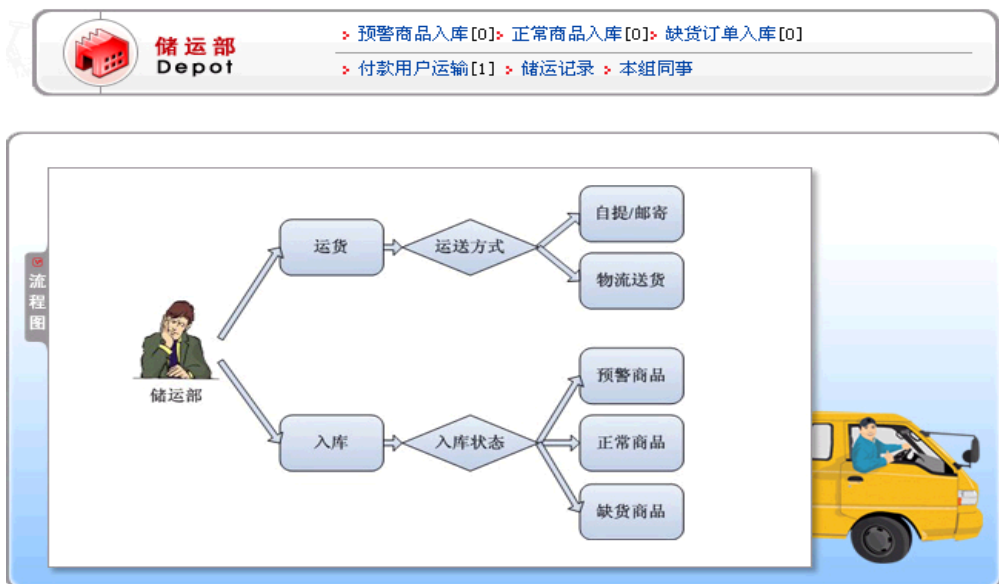 储运部
Depot
预警商品入库[0] 正常商品入库[0] 缺货订单入库[0]
付款用户运输[1] 储运记录 本组同事
流程图
自提/邮寄
运货
运送方式
物流送货
储运部
预警商品
入库
入库状态
正常商品
缺货商品